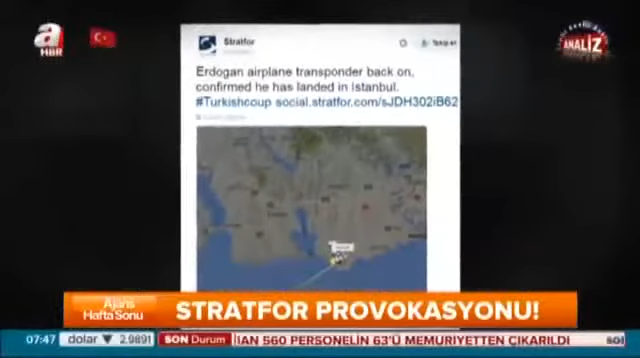 a
HBR
ANALİZ
Stratfor
Takip et
Erdogan airplane transponder back on,
confirmed he has landed in Istanbul.
#Turkishcoup social.stratfor.com/sJDH302iB62
Ajans
Hafta Sonu
STRATFOR PROVOKASYONU!
07:47 dolar 2.9891 SON Durum İAN 560 PERSONELİN 63'Ü MEMURİYETTEN ÇIKARILDI